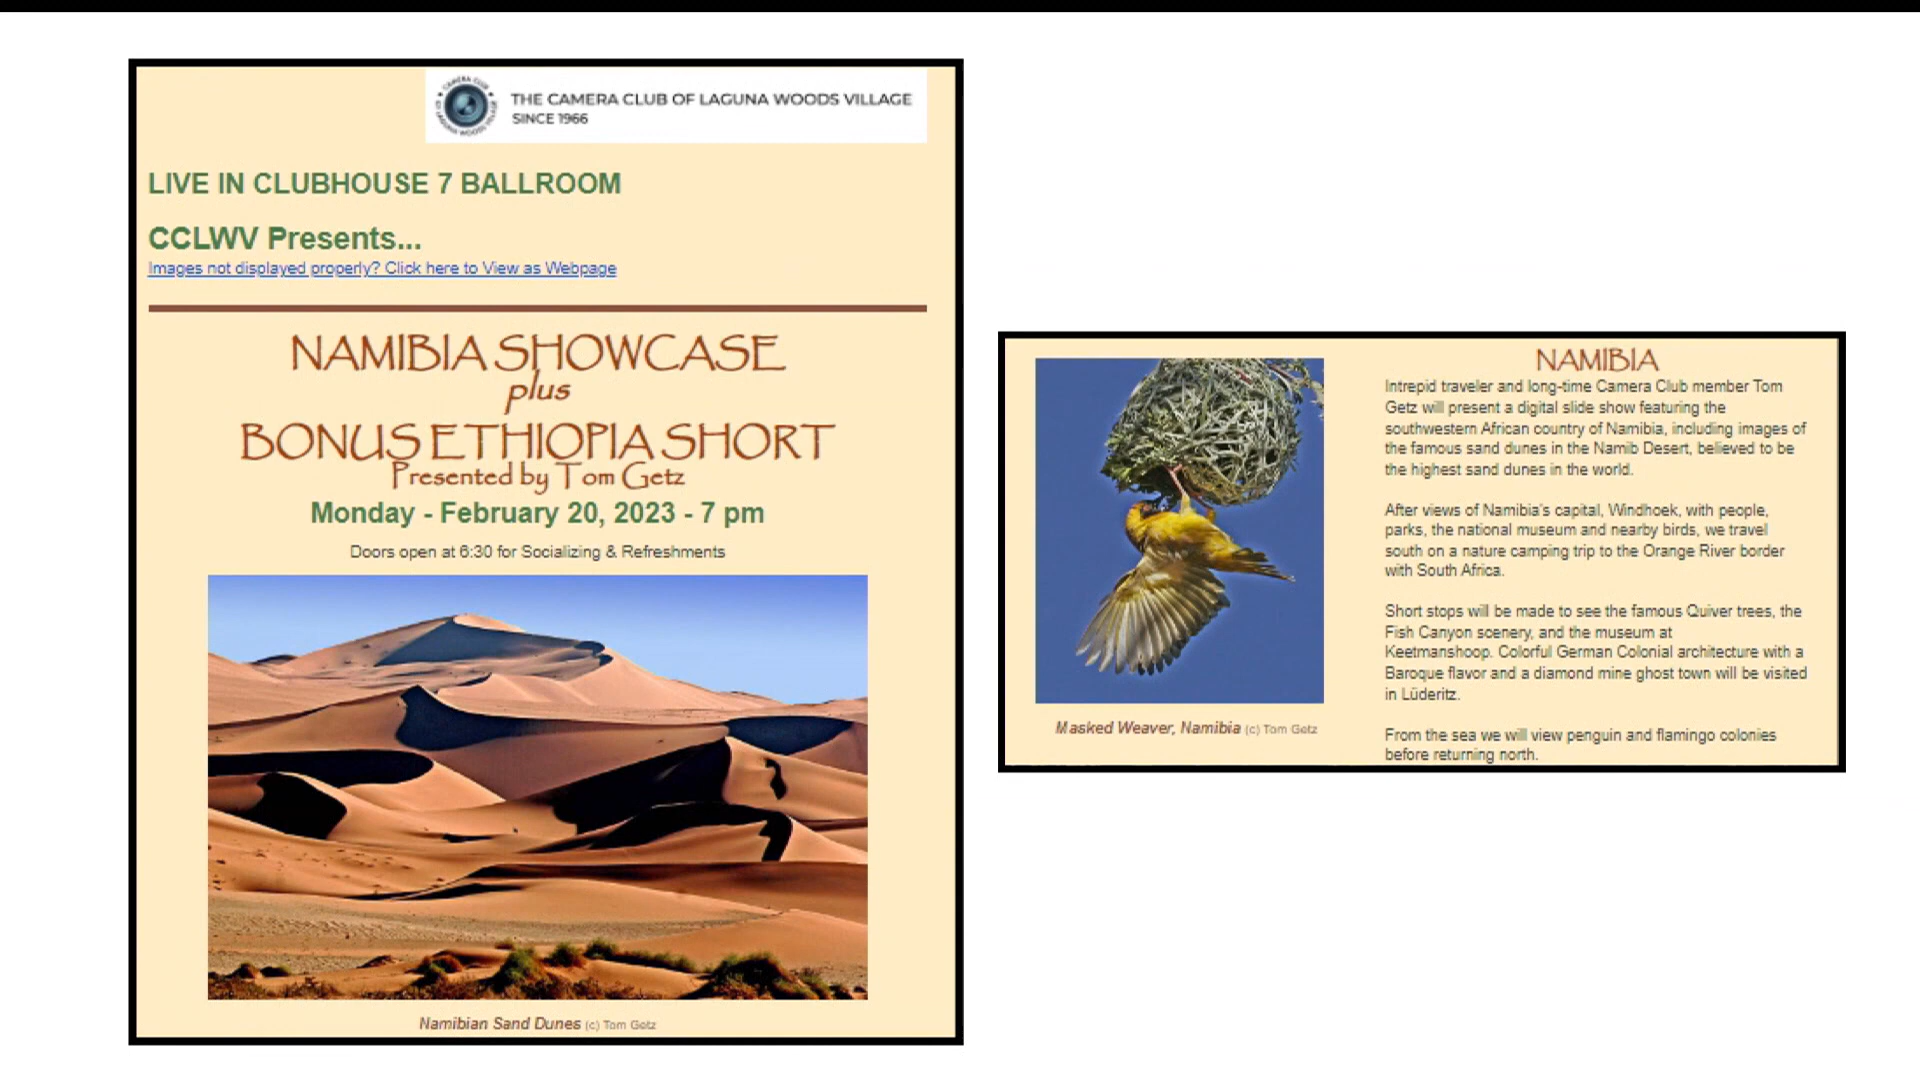 THE CAMERA CLUB OF LAGUNA WOODS VILLAGE
SINCE 1966
LIVE IN CLUBHOUSE 7 BALLROOM
CCLWV Presents...
Images not displayed properly? Click here to View as Webpage
NAMIBIA SHOWCASE
plus
BONUS ETHIOPIA SHORT
Presented by Tom Getz
Monday - February 20, 2023 - 7 pm
Doors open at 6:30 for Socializing & Refreshments
Namibian Sand Dunes (c) Tom Getz
NAMIBIA
Intrepid traveler and long-time Camera Club member Tom
Getz will present a digital slide show featuring the
southwestern African country of Namibia, including images of
the famous sand dunes in the Namib Desert, believed to be
the highest sand dunes in the world.
After views of Namibia's capital, Windhoek, with people,
parks, the national museum and nearby birds, we travel
south on a nature camping trip to the Orange River border
with South Africa.
Short stops will be made to see the famous Quiver trees, the
Fish Canyon scenery, and the museum at
Keetmanshoop. Colorful German Colonial architecture with a
Baroque flavor and a diamond mine ghost town will be visited
in Lüderitz.
From the sea we will view penguin and flamingo colonies
before returning north.
Masked Weaver, Namibia (c) Tom Getz